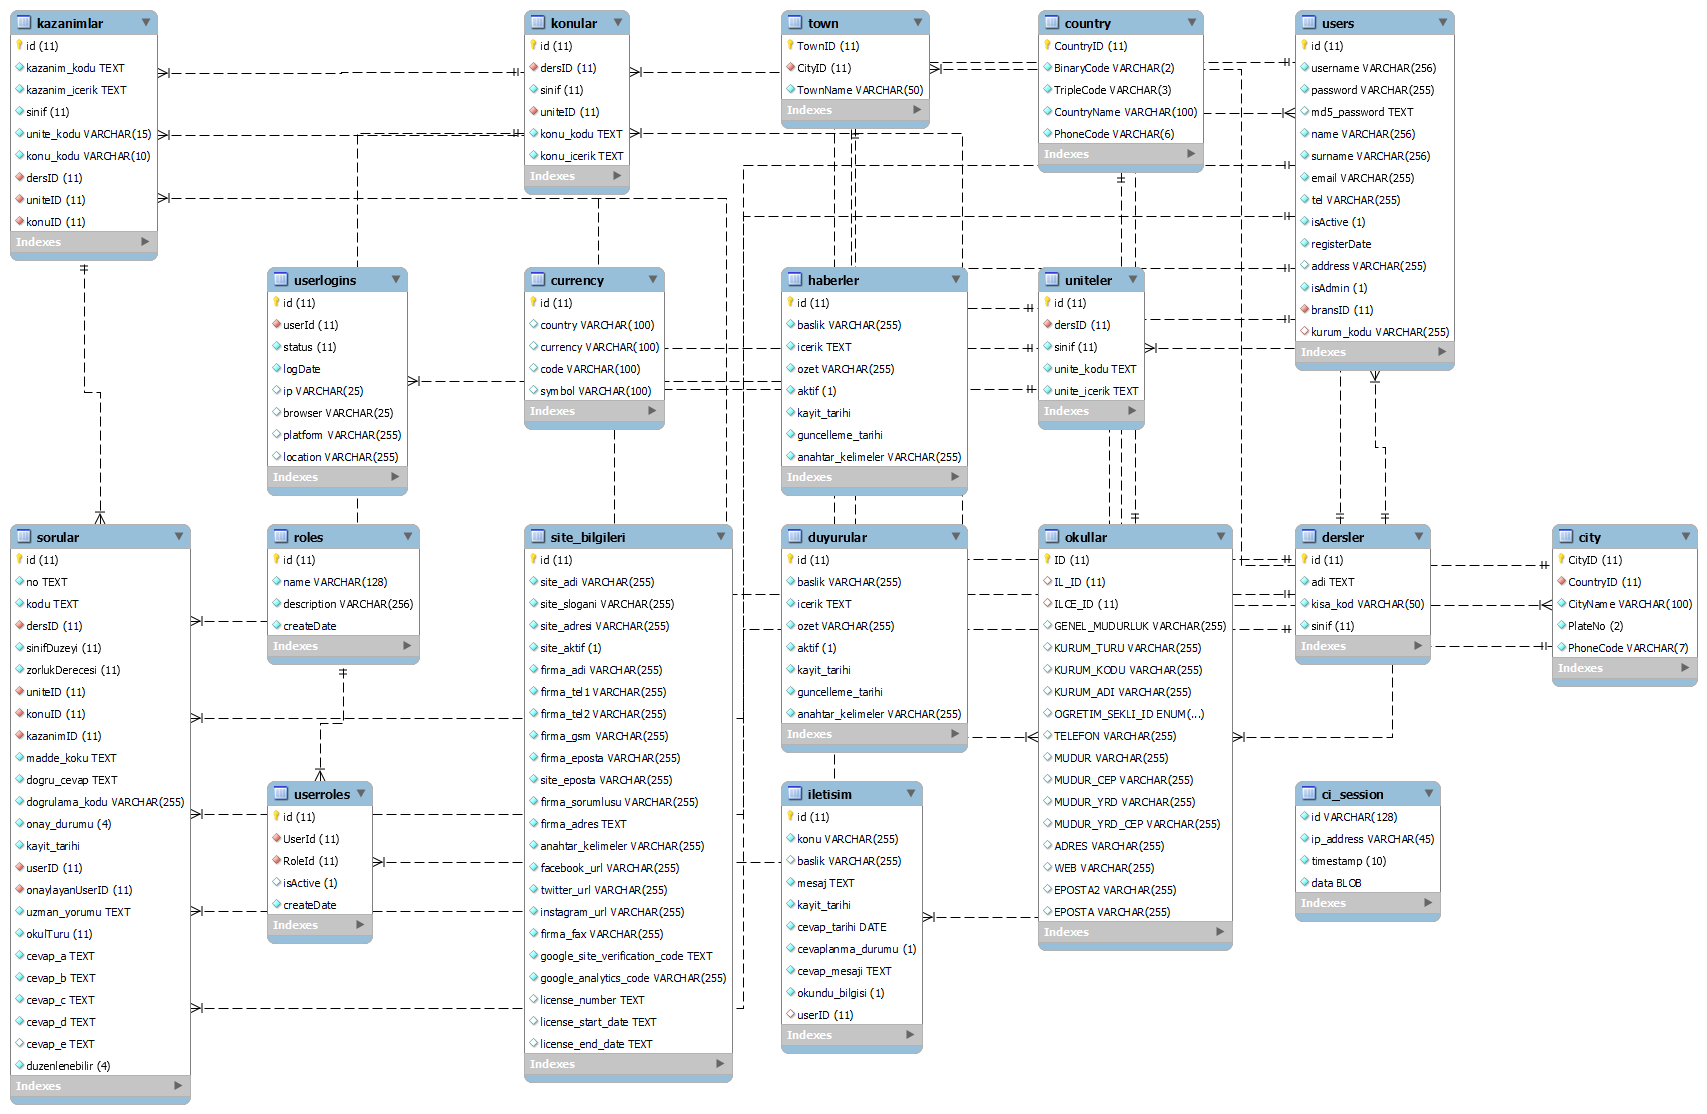 kazanimlar
id (11)
kazanim_kodu TEXT
kazanim_icerik TEXT
sinif (11)
unite_kodu VARCHAR(15)
konu_kodu VARCHAR(10)
dersID (11)
uniteID (11)
konuID (11)
Indexes
konular
id (11)
dersID (11)
sinif (11)
uniteID (11)
konu_kodu TEXT
konu_icerik TEXT
Indexes
town
TownID (11)
CityID (11)
TownName VARCHAR(50)
Indexes
country
CountryID (11)
BinaryCode VARCHAR(2)
TripleCode VARCHAR(3)
CountryName VARCHAR(100)
PhoneCode VARCHAR(6)
Indexes
users
id (11)
username VARCHAR(256)
password VARCHAR(255)
md5_password TEXT
name VARCHAR(256)
surname VARCHAR(256)
email VARCHAR(255)
tel VARCHAR(255)
isActive (1)
registerDate
address VARCHAR(255)
isAdmin (1)
bransID (11)
kurum_kodu VARCHAR(255)
Indexes
userlogins
id (11)
userId (11)
status (11)
logDate
ip VARCHAR(25)
browser VARCHAR(25)
platform VARCHAR(255)
location VARCHAR(255)
Indexes
currency
id (11)
country VARCHAR(100)
currency VARCHAR(100)
code VARCHAR(100)
symbol VARCHAR(100)
Indexes
haberler
id (11)
baslik VARCHAR(255)
icerik TEXT
ozet VARCHAR(255)
aktif (1)
kayit_tarihi
guncelleme_tarihi
anahtar_kelimeler VARCHAR(255)
Indexes
uniteler
id (11)
dersID (11)
sinif (11)
unite_kodu TEXT
unite_icerik TEXT
Indexes
sorular
id (11)
no TEXT
kodu TEXT
dersID (11)
sinifDuzeyi (11)
zorlukDerecesi (11)
uniteID (11)
konuID (11)
kazanimID (11)
madde_koku TEXT
dogru_cevap TEXT
dogrulama_kodu VARCHAR(255)
onay_durumu (4)
kayit_tarihi
userID (11)
onaylayanUserID (11)
uzman_yorumu TEXT
okulTuru (11)
cevap_a TEXT
cevap_b TEXT
cevap_c TEXT
cevap_d TEXT
cevap_e TEXT
duzenlenebilir (4)
Indexes
roles
id (11)
name VARCHAR(128)
description VARCHAR(256)
createDate
Indexes
userroles
id (11)
UserId (11)
RoleId (11)
isActive (1)
createDate
Indexes
site_bilgileri
id (11)
site_adi VARCHAR(255)
site_slogani VARCHAR(255)
site_adresi VARCHAR(255)
site_aktif (1)
firma_adi VARCHAR(255)
firma_tel1 VARCHAR(255)
firma_tel2 VARCHAR(255)
firma_gsm VARCHAR(255)
firma_eposta VARCHAR(255)
site_eposta VARCHAR(255)
firma_sorumlusu VARCHAR(255)
firma_adres TEXT
anahtar_kelimeler VARCHAR(255)
facebook_url VARCHAR(255)
twitter_url VARCHAR(255)
instagram_url VARCHAR(255)
firma_fax VARCHAR(255)
google_site_verification_code TEXT
google_analytics_code VARCHAR(255)
license_number TEXT
license_start_date TEXT
license_end_date TEXT
Indexes
duyurular
id (11)
baslik VARCHAR(255)
icerik TEXT
ozet VARCHAR(255)
aktif (1)
kayit_tarihi
guncelleme_tarihi
anahtar_kelimeler VARCHAR(255)
Indexes
iletisim
id (11)
konu VARCHAR(255)
baslik VARCHAR(255)
mesaj TEXT
kayit_tarihi
cevap_tarihi DATE
cevaplanma_durumu (1)
cevap_mesaji TEXT
okundu_bilgisi (1)
userID (11)
Indexes
okullar
ID (11)
IL_ID (11)
ILCE_ID (11)
GENEL_MUDURLUK VARCHAR(255)
KURUM_TURU VARCHAR(255)
KURUM_KODU VARCHAR(255)
KURUM_ADI VARCHAR(255)
OGRETIM_SEKLI_ID ENUM(...)
TELEFON VARCHAR(255)
MUDUR VARCHAR(255)
MUDUR_CEP VARCHAR(255)
MUDUR_YRD VARCHAR(255)
MUDUR_YRD_CEP VARCHAR(255)
ADRES VARCHAR(255)
WEB VARCHAR(255)
EPOSTA2 VARCHAR(255)
EPOSTA VARCHAR(255)
Indexes
dersler
id (11)
adi TEXT
kisa_kod VARCHAR(50)
sinif (11)
Indexes
city
CityID (11)
CountryID (11)
CityName VARCHAR(100)
PlateNo (2)
PhoneCode VARCHAR(7)
Indexes
ci_session
id VARCHAR(128)
ip_address VARCHAR(45)
timestamp (10)
data BLOB
Indexes